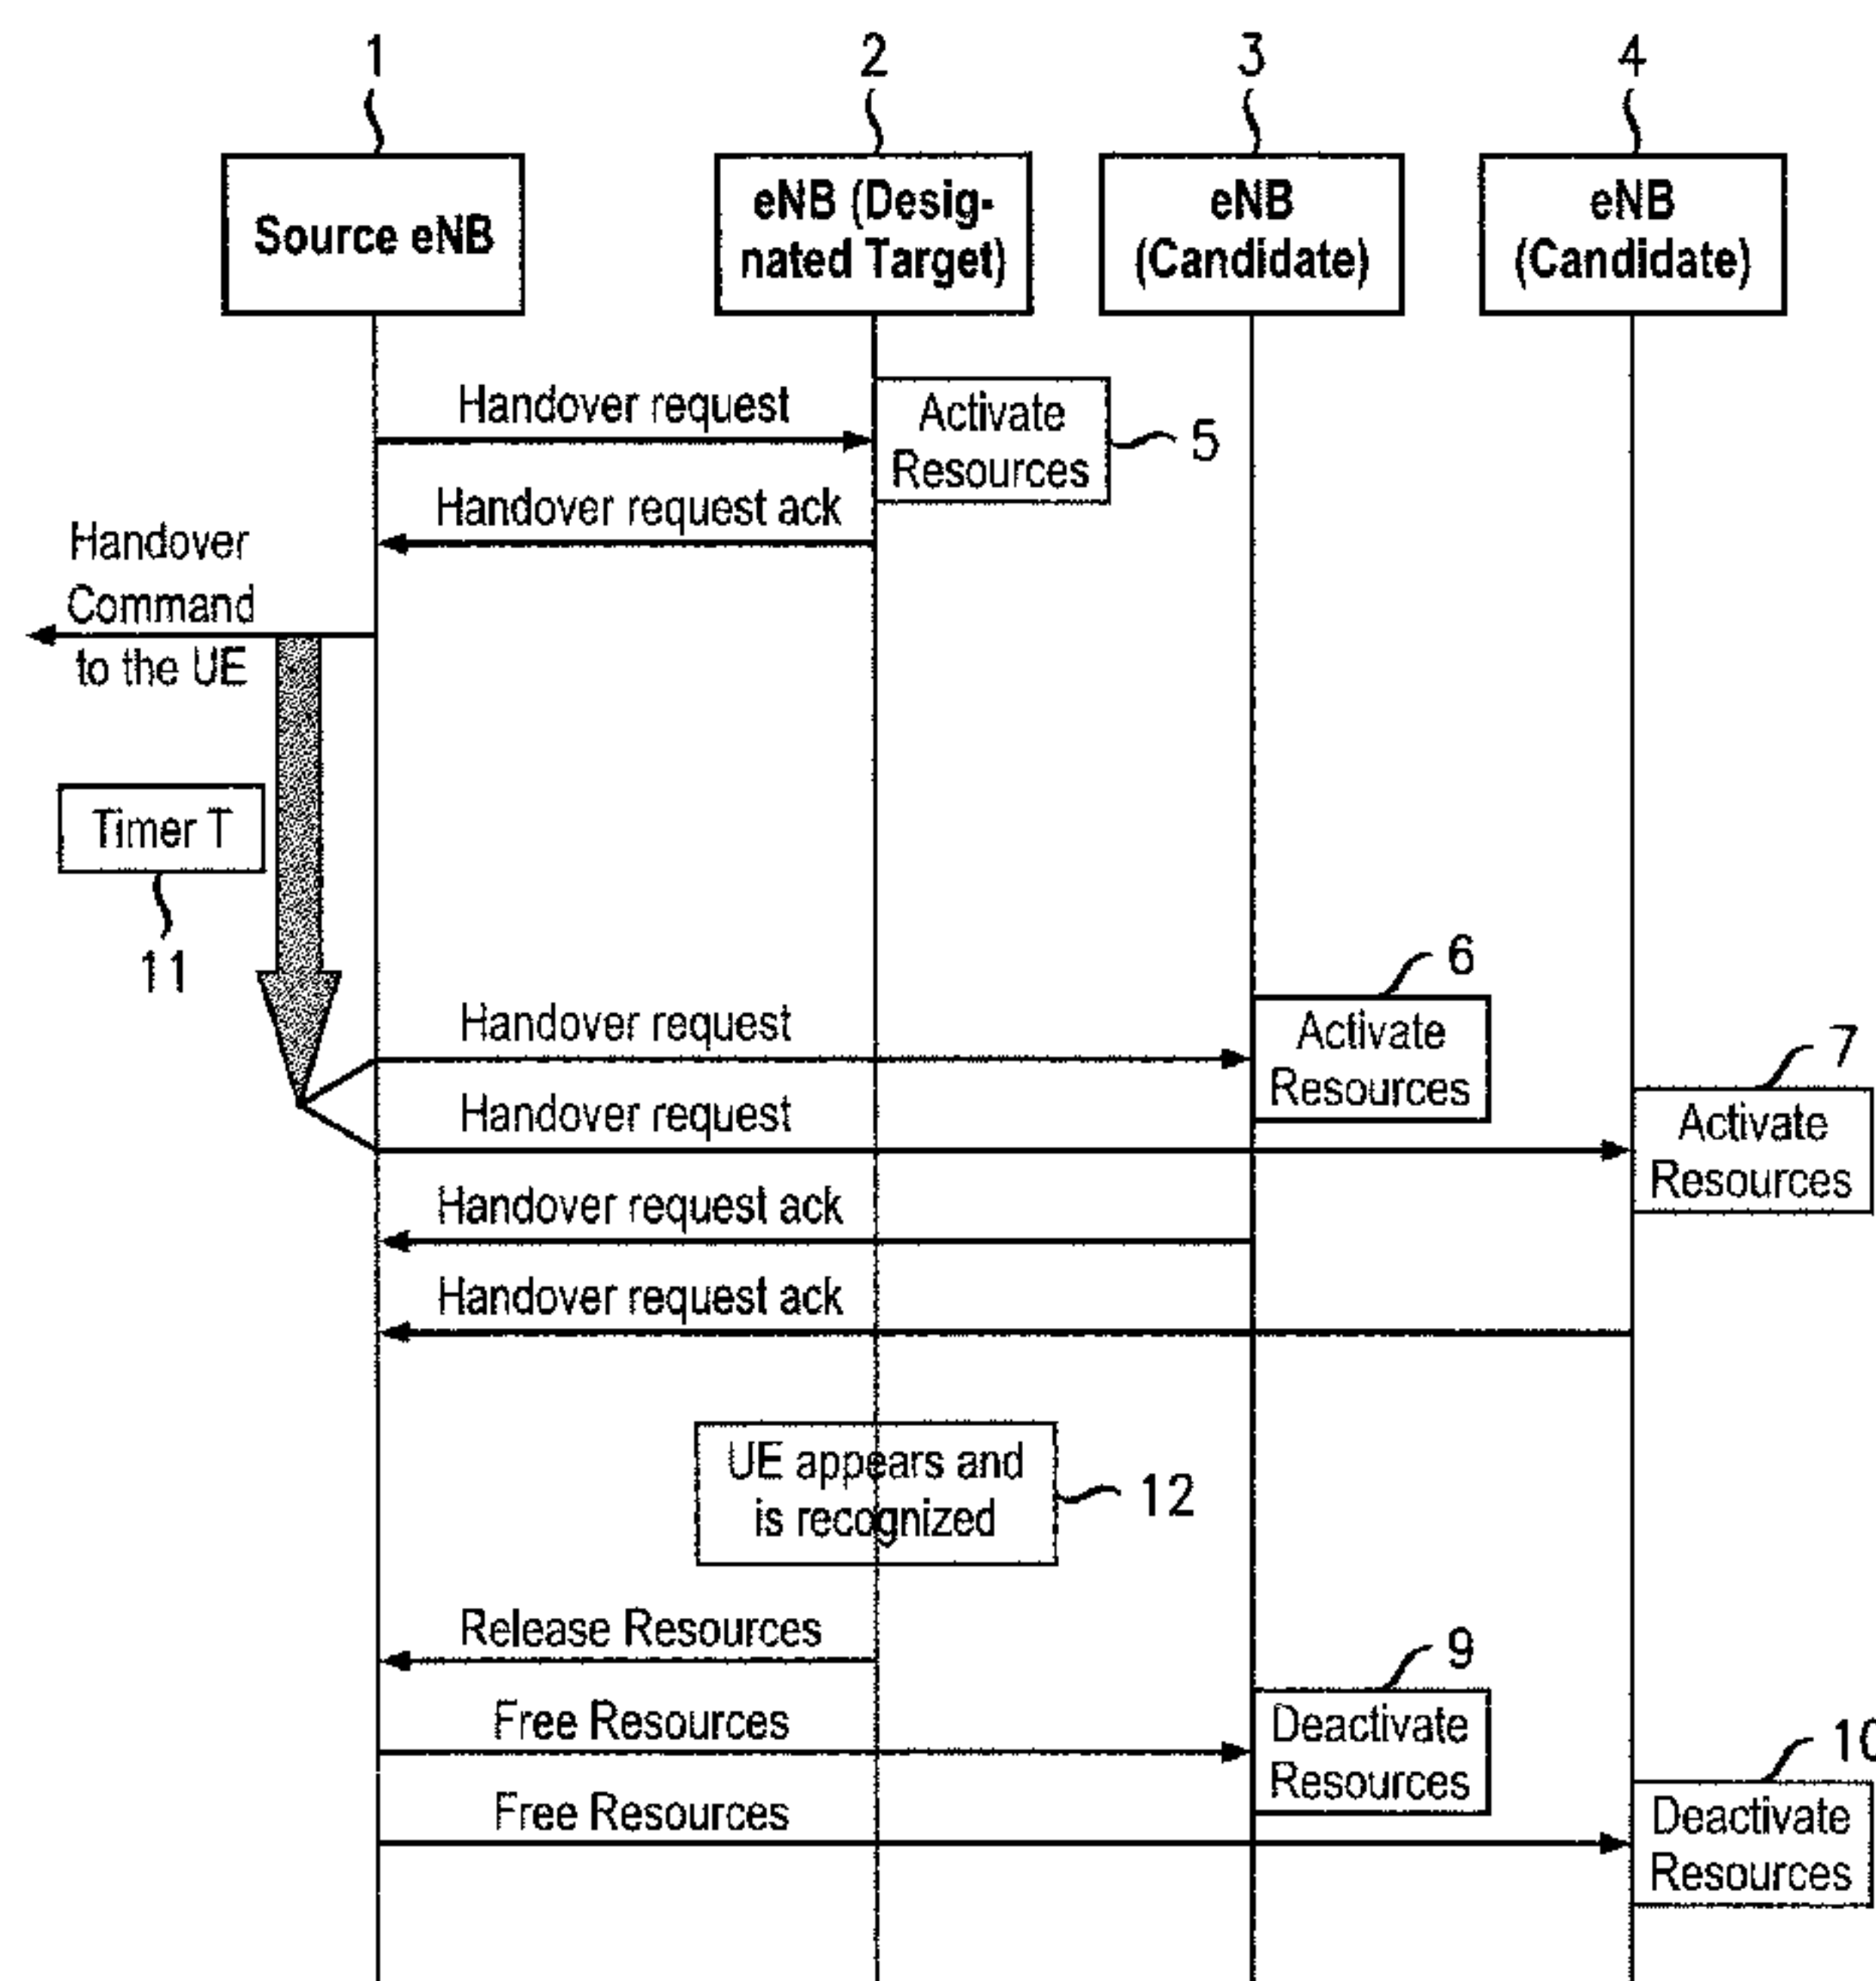 1
2
3
4
Source eNB
eNB (Desig-
nated Target)
eNB
(Candidate)
eNB
(Candidate)
Handover request
Activate
Resources
5
Handover request ack
Handover
Command
to the UE
Timer T
11
6
Handover request
Activate
Resources
7
Handover request
Activate
Resources
Handover request ack
Handover request ack
UE appears and
is recognized
12
Release Resources
9
Free Resources
Deactivate
Resources
10
Free Resources
Deactivate
Resources